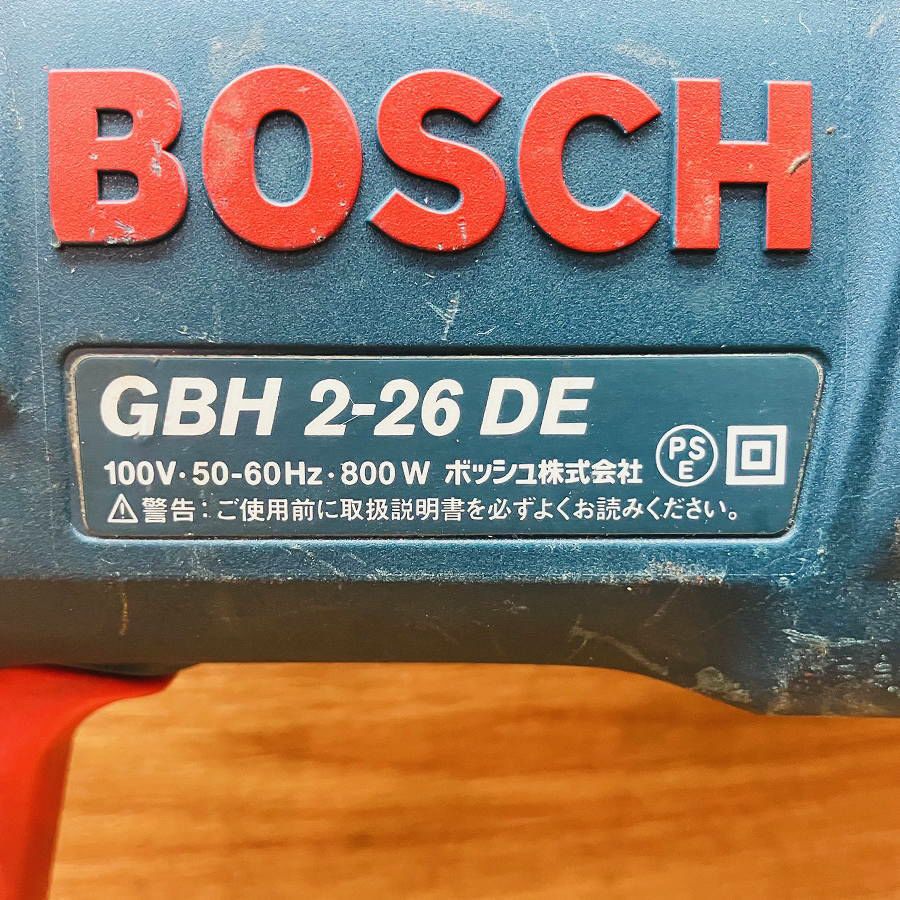 BOSCH
GBH 2-26 DE
100V·50-60Hz·800W ボッシュ株式会社 PSE
⚠警告:ご使用前に取扱説明書を必ずよくお読みください。